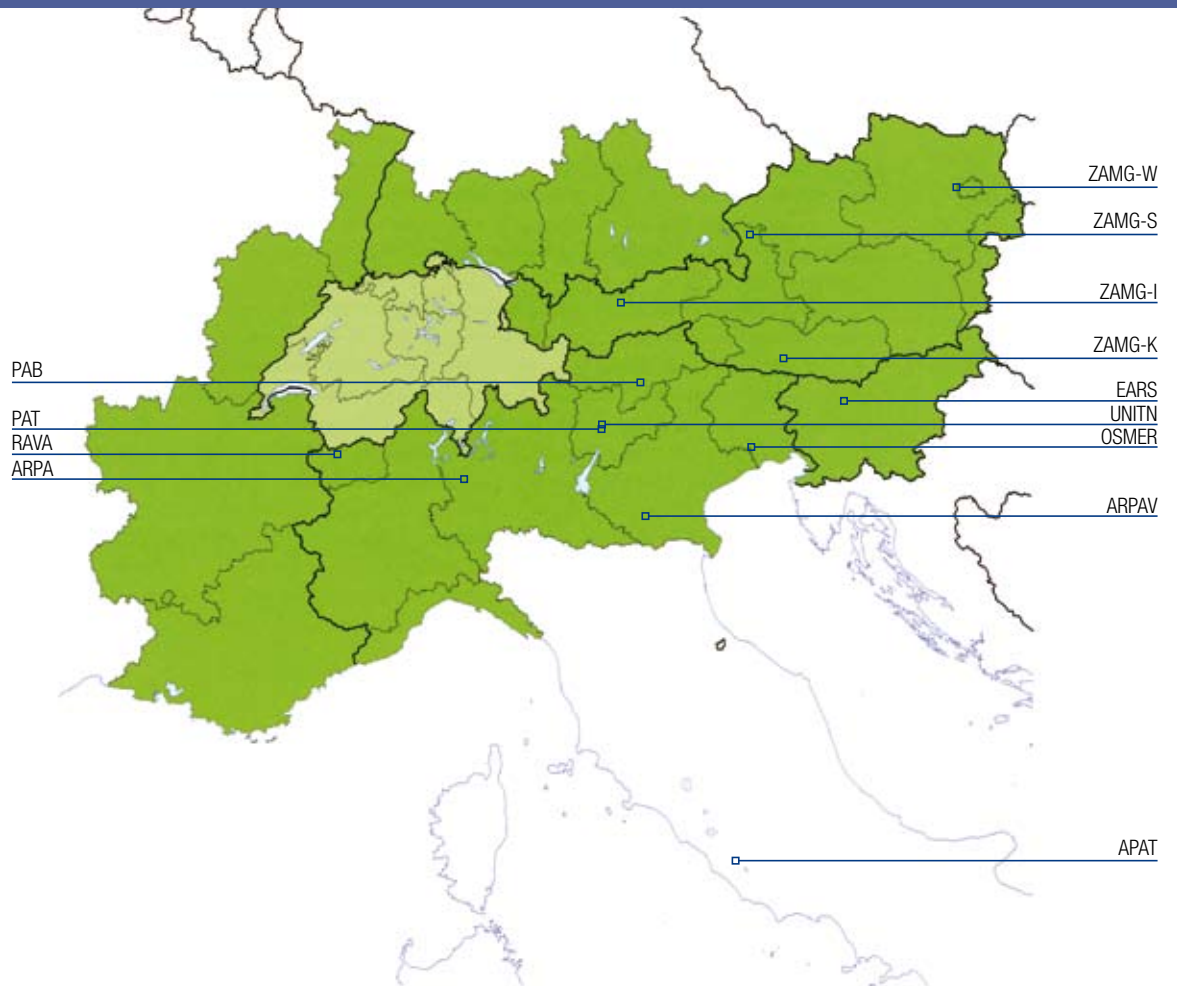 ZAMG-W
ZAMG-S
ZAMG-I
ZAMG-K
PAB
EARS
PAT
UNITN
RAVA
OSMER
ARPA
ARPAV
APAT